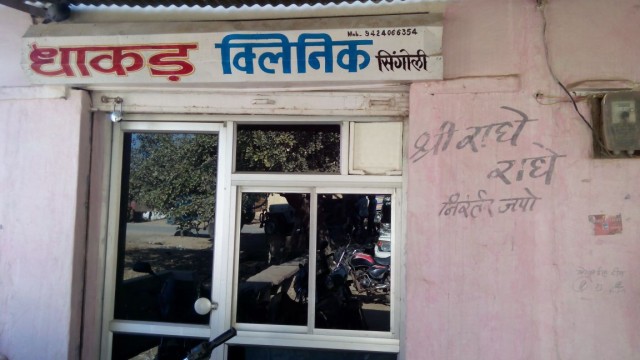 Mob. 9424066354
धाकड़ क्लिनिक सिंगोली
श्री राधे
राधे
निरंतर जपो